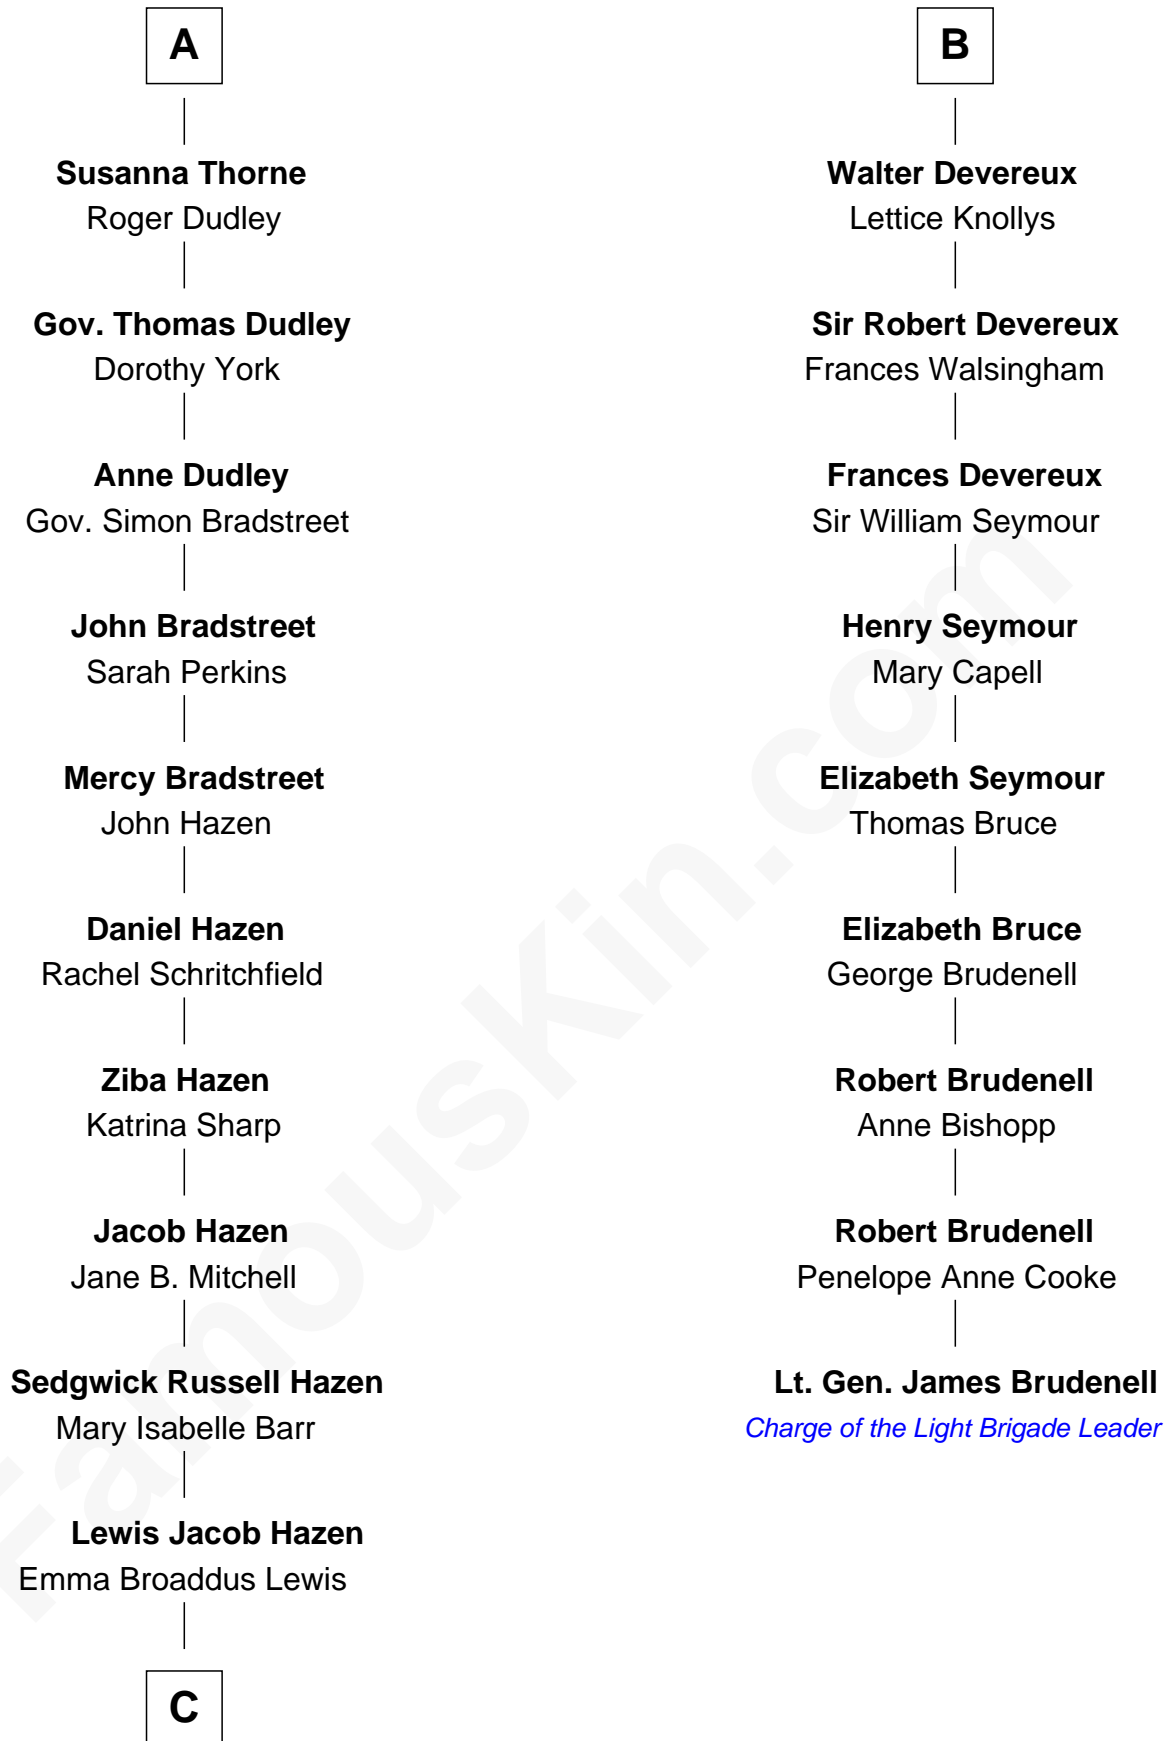 A
Susanna Thorne
Roger Dudley
Gov. Thomas Dudley
Dorothy York
Anne Dudley
Gov. Simon Bradstreet
John Bradstreet
Sarah Perkins
Mercy Bradstreet
John Hazen
Daniel Hazen
Rachel Schritchfield
Ziba Hazen
Katrina Sharp
Jacob Hazen
Jane B. Mitchell
Sedgwick Russell Hazen
Mary Isabelle Barr
Lewis Jacob Hazen
Emma Broaddus Lewis
C
B
Walter Devereux
Lettice Knollys
Sir Robert Devereux
Frances Walsingham
Frances Devereux
Sir William Seymour
Henry Seymour
Mary Capell
Elizabeth Seymour
Thomas Bruce
Elizabeth Bruce
George Brudenell
Robert Brudenell
Anne Bishopp
Robert Brudenell
Penelope Anne Cooke
Lt. Gen. James Brudenell
Charge of the Light Brigade Leader
FamousKin.com